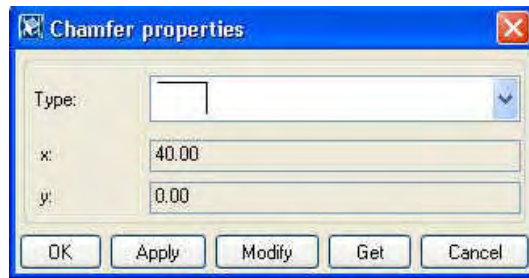 Chamfer properties
Type:
x: 40.00
y: 0.00
OK Apply Modify Get Cancel